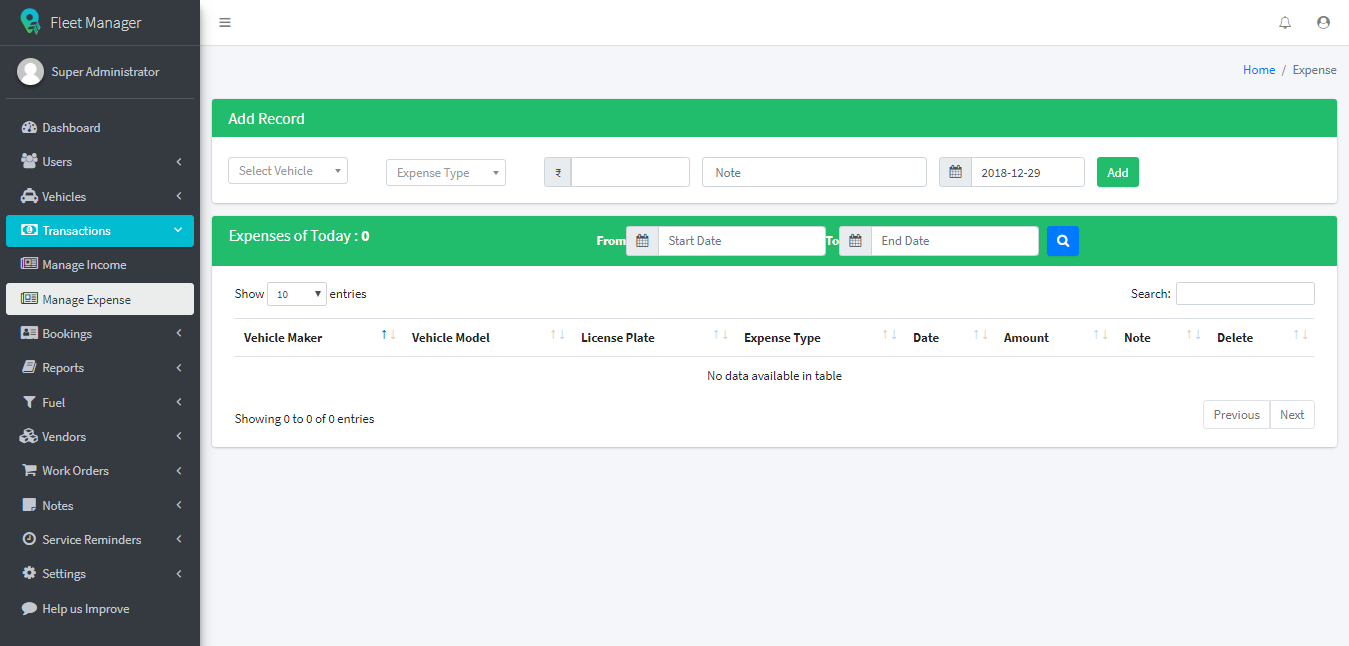 Fleet Manager
Super Administrator
Dashboard
Users
Vehicles
Transactions
Manage Income
Manage Expense
Bookings
Reports
Fuel
Vendors
Work Orders
Notes
Service Reminders
Settings
Help us Improve
Home / Expense
Add Record
Select Vehicle Expense Type ₹ Note 2018-12-29 Add
Expenses of Today : 0 From Start Date To End Date
Show 10 entries Search:
Vehicle Maker Vehicle Model License Plate Expense Type Date Amount Note Delete
No data available in table
Showing 0 to 0 of 0 entries Previous Next